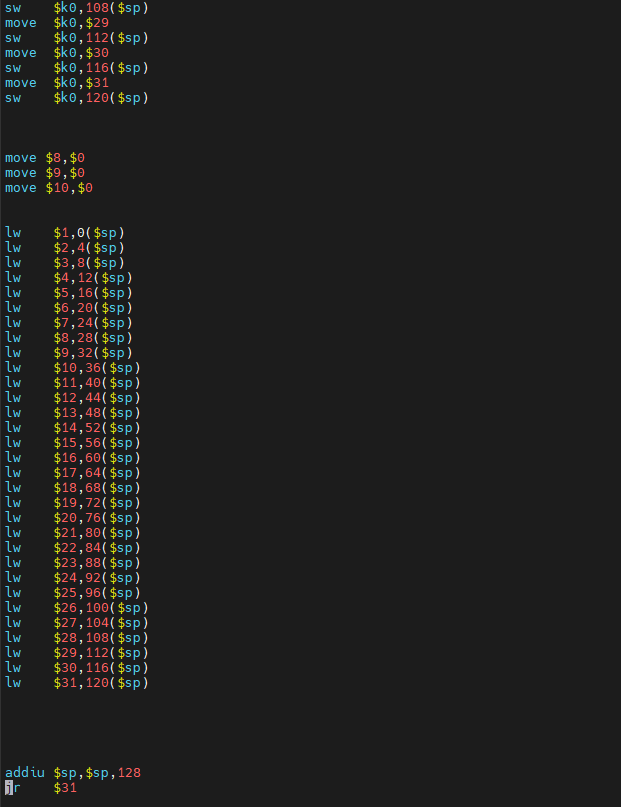 sw    $k0,108($sp)
move  $k0,$29
sw    $k0,112($sp)
move  $k0,$30
sw    $k0,116($sp)
move  $k0,$31
sw    $k0,120($sp)
move $8,$0
move $9,$0
move $10,$0
lw    $1,0($sp)
lw    $2,4($sp)
lw    $3,8($sp)
lw    $4,12($sp)
lw    $5,16($sp)
lw    $6,20($sp)
lw    $7,24($sp)
lw    $8,28($sp)
lw    $9,32($sp)
lw    $10,36($sp)
lw    $11,40($sp)
lw    $12,44($sp)
lw    $13,48($sp)
lw    $14,52($sp)
lw    $15,56($sp)
lw    $16,60($sp)
lw    $17,64($sp)
lw    $18,68($sp)
lw    $19,72($sp)
lw    $20,76($sp)
lw    $21,80($sp)
lw    $22,84($sp)
lw    $23,88($sp)
lw    $24,92($sp)
lw    $25,96($sp)
lw    $26,100($sp)
lw    $27,104($sp)
lw    $28,108($sp)
lw    $29,112($sp)
lw    $30,116($sp)
lw    $31,120($sp)
addiu $sp,$sp,128
jr    $31